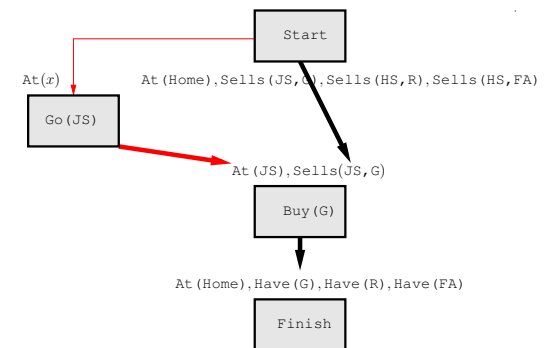 Start
At(x)
At(Home),Sells(JS,G),Sells(HS,R),Sells(HS,FA)
Go(JS)
At(JS),Sells(JS,G)
Buy(G)
At(Home),Have(G),Have(R),Have(FA)
Finish